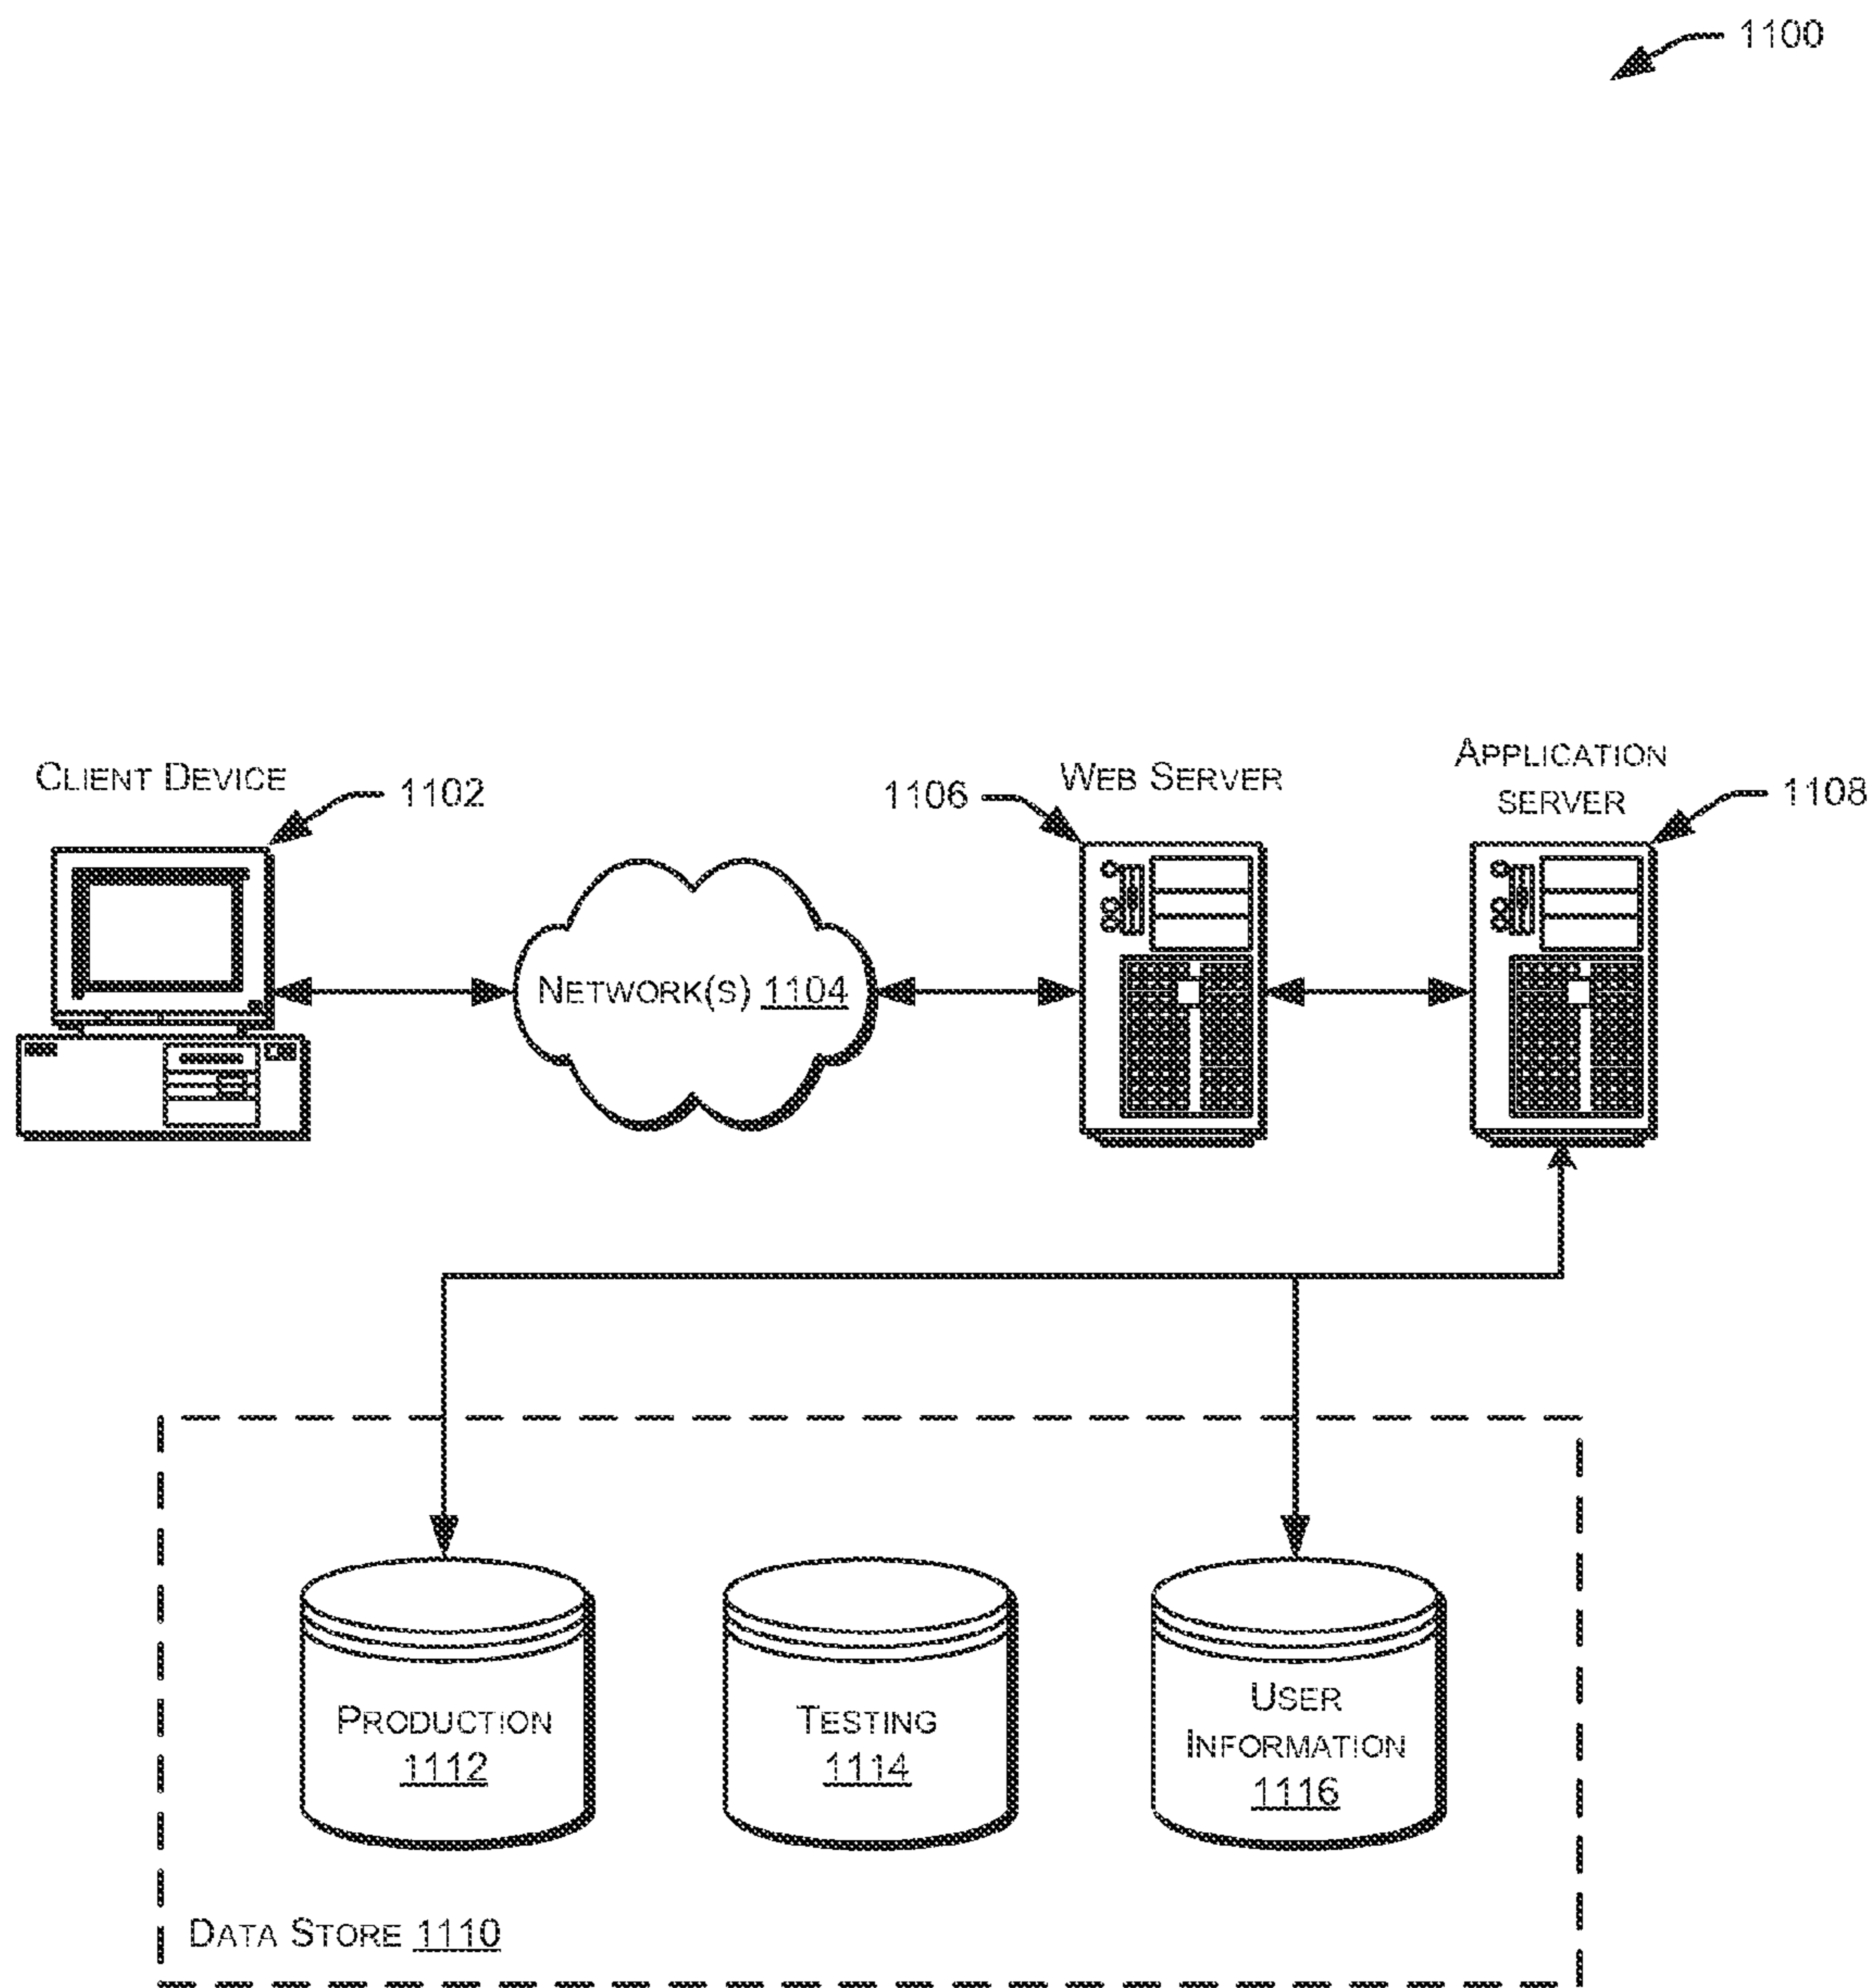 1100
CLIENT DEVICE
1102
1106
WEB SERVER
APPLICATION
SERVER
1108
NETWORK(S) 1104
PRODUCTION
1112
TESTING
1114
USER
INFORMATION
1116
DATA STORE 1110